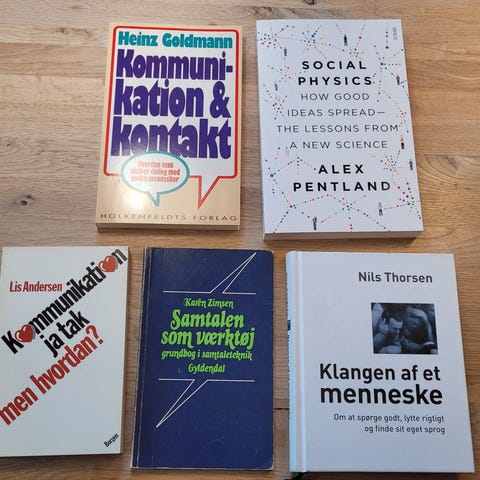 Heinz Goldmann
Kommuni-
kation &
kontakt
Hvordan man
skaber dialog med
andre mennesker
HOLKENFELDTS FORLAG
SOCIAL
PHYSICS
HOW GOOD
IDEAS SPREAD—
THE LESSONS FROM
A NEW SCIENCE
ALEX
PENTLAND
Lis Andersen
Kommunikation
ja tak
men hvordan?
Borgen
Karen Zimsen
Samtalen
som værktøj
grundbog i samtaleteknik
Gyldendal
Nils Thorsen
Klangen af et
menneske
Om at spørge godt, lytte rigtigt
og finde sit eget sprog